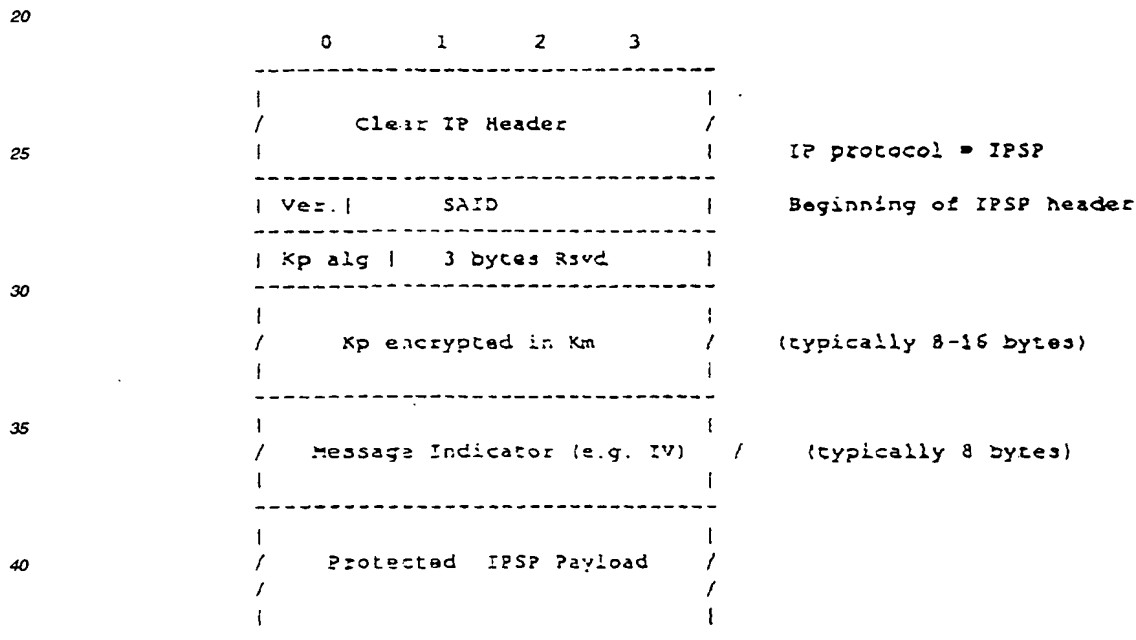 20
0 1 2 3
Clear IP Header
25 IP protocol = IPSP
| Ver.| SAID | Beginning of IPSP header
| Kp alg | 3 bytes Rsvd |
30
/ Kp encrypted in Km / (typically 8-16 bytes)
35
/ Message Indicator (e.g. IV) / (typically 8 bytes)
40 / Protected IPSP Payload /